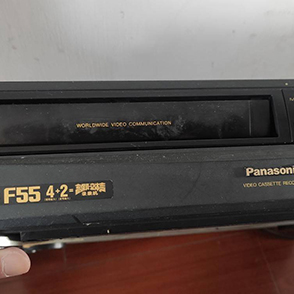 WORLDWIDE VIDEO COMMUNICATION
Panasonic
F55 4+2=
VIDEO CASSETTE RECO